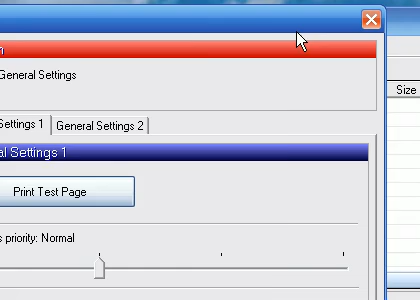 General Settings
Size
Settings 1
General Settings 2
al Settings 1
Print Test Page
s priority: Normal